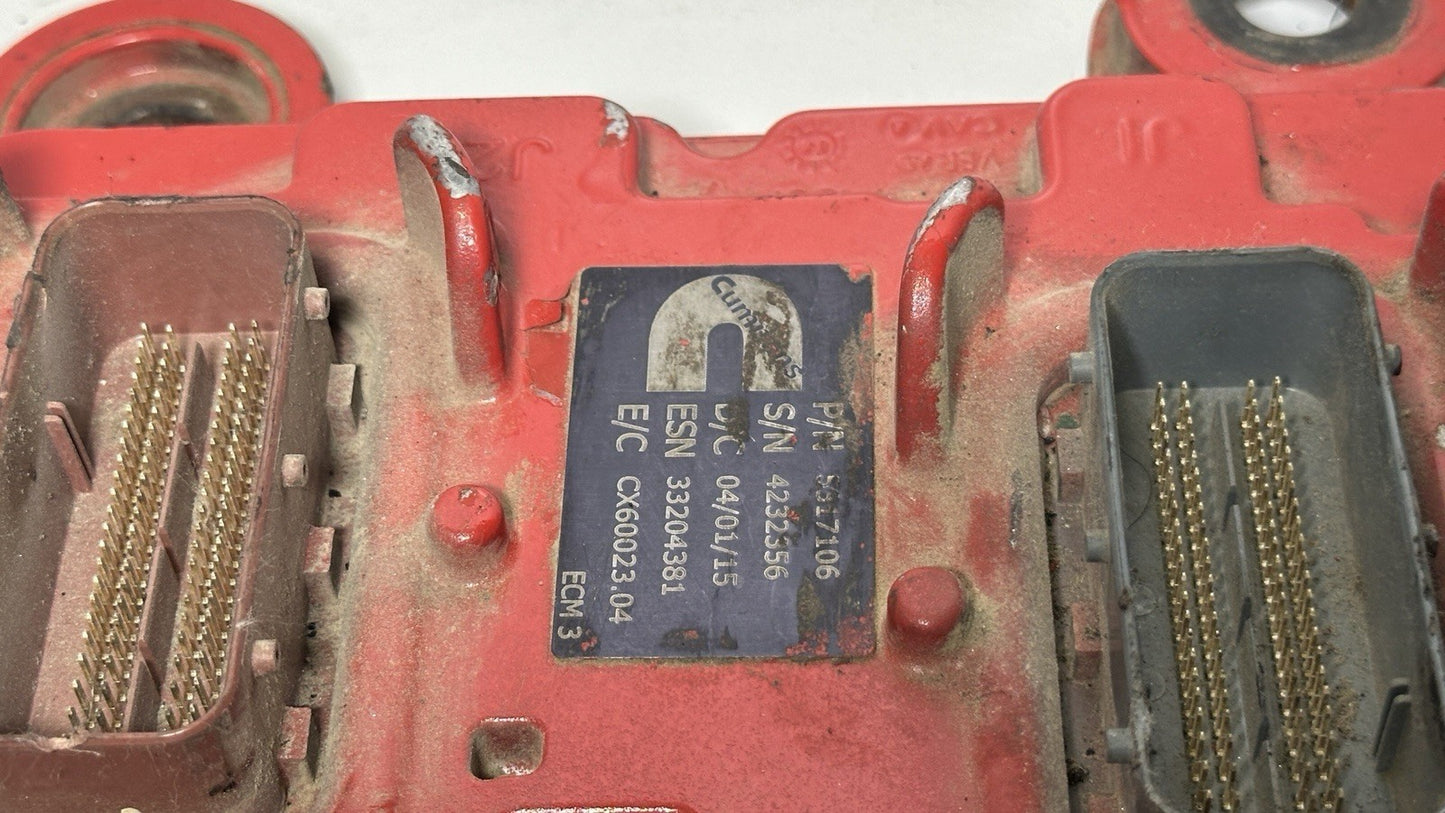 Cummins
P/N 5317106
S/N 4232356
D/C 04/01/15
ESN 33204381
E/C CX60023.04
ECM 3
J2
J1